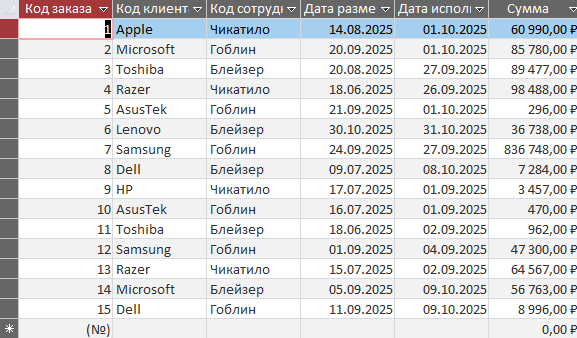 Код заказа Код клиент Код сотруд Дата разме Дата испол Сумма
1 Apple Чикатило 14.08.2025 01.10.2025 60 990,00 ₽
2 Microsoft Гоблин 20.09.2025 01.10.2025 85 780,00 ₽
3 Toshiba Блейзер 20.08.2025 27.09.2025 89 477,00 ₽
4 Razer Чикатило 18.06.2025 26.09.2025 98 488,00 ₽
5 AsusTek Гоблин 21.09.2025 01.10.2025 296,00 ₽
6 Lenovo Блейзер 30.10.2025 31.10.2025 36 738,00 ₽
7 Samsung Гоблин 24.09.2025 27.09.2025 836 748,00 ₽
8 Dell Блейзер 09.07.2025 08.10.2025 7 284,00 ₽
9 HP Чикатило 17.07.2025 01.09.2025 3 457,00 ₽
10 AsusTek Гоблин 16.07.2025 01.09.2025 470,00 ₽
11 Toshiba Блейзер 18.06.2025 02.09.2025 962,00 ₽
12 Samsung Гоблин 01.09.2025 04.09.2025 47 300,00 ₽
13 Razer Чикатило 15.07.2025 02.09.2025 64 567,00 ₽
14 Microsoft Блейзер 05.09.2025 09.10.2025 56 763,00 ₽
15 Dell Гоблин 11.09.2025 09.10.2025 8 996,00 ₽
(№) 0,00 ₽